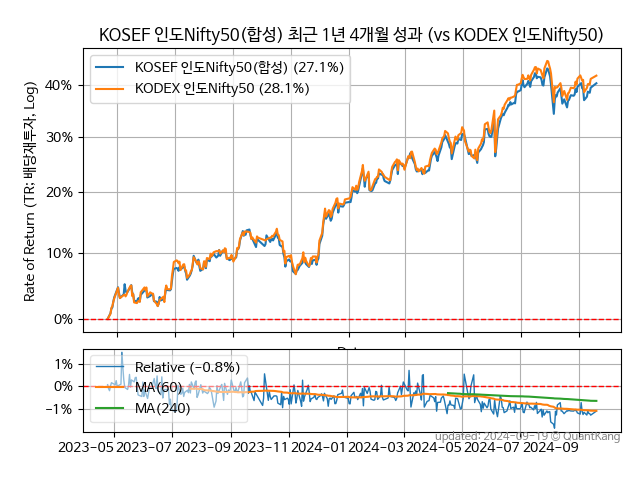 KOSEF 인도Nifty50(합성) 최근 1년 4개월 성과 (vs KODEX 인도Nifty50)
KOSEF 인도Nifty50(합성) (27.1%)
KODEX 인도Nifty50 (28.1%)
Rate of Return (TR: 배당재투자, Log)
40%
30%
20%
10%
0%
Relative (−0.8%)
MA(60)
MA(240)
1%
0%
−1%
2023−05
2023−07
2023−09
2023−11
2024−01
2024−03
2024−05
2024−07
2024−09
updated: 2024-09-19 © QuantKang